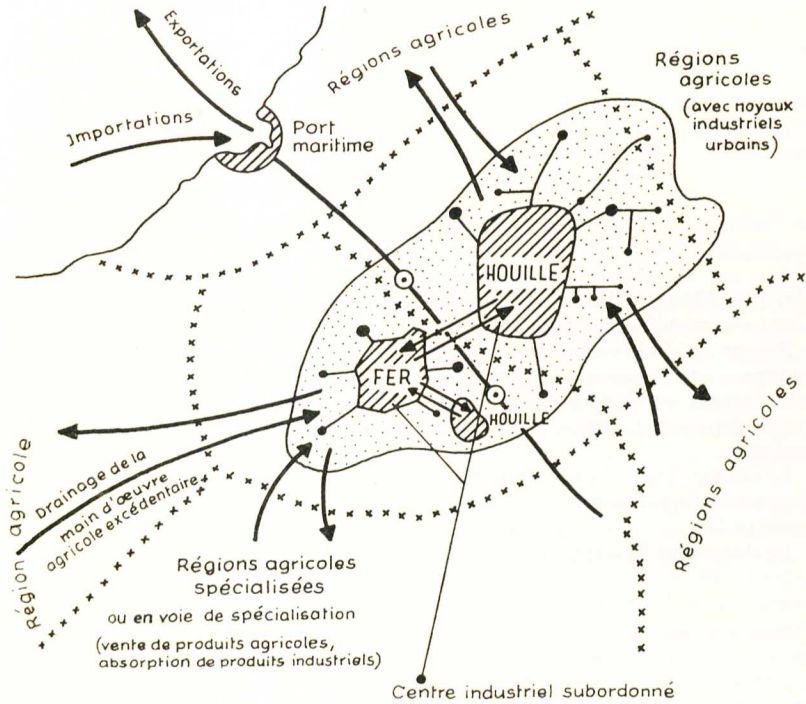 Exportations
Importations
Port
maritime
Régions agricoles
Régions
agricoles
(avec noyaux
industriels
urbains)
HOUILLE
FER
HOUILLE
Région agricole
Drainage de la
main d'œuvre
agricole excédentaire
Régions agricoles
Régions agricoles
spécialisées
ou en voie de spécialisation
(vente de produits agricoles,
absorption de produits industriels)
Centre industriel subordonné